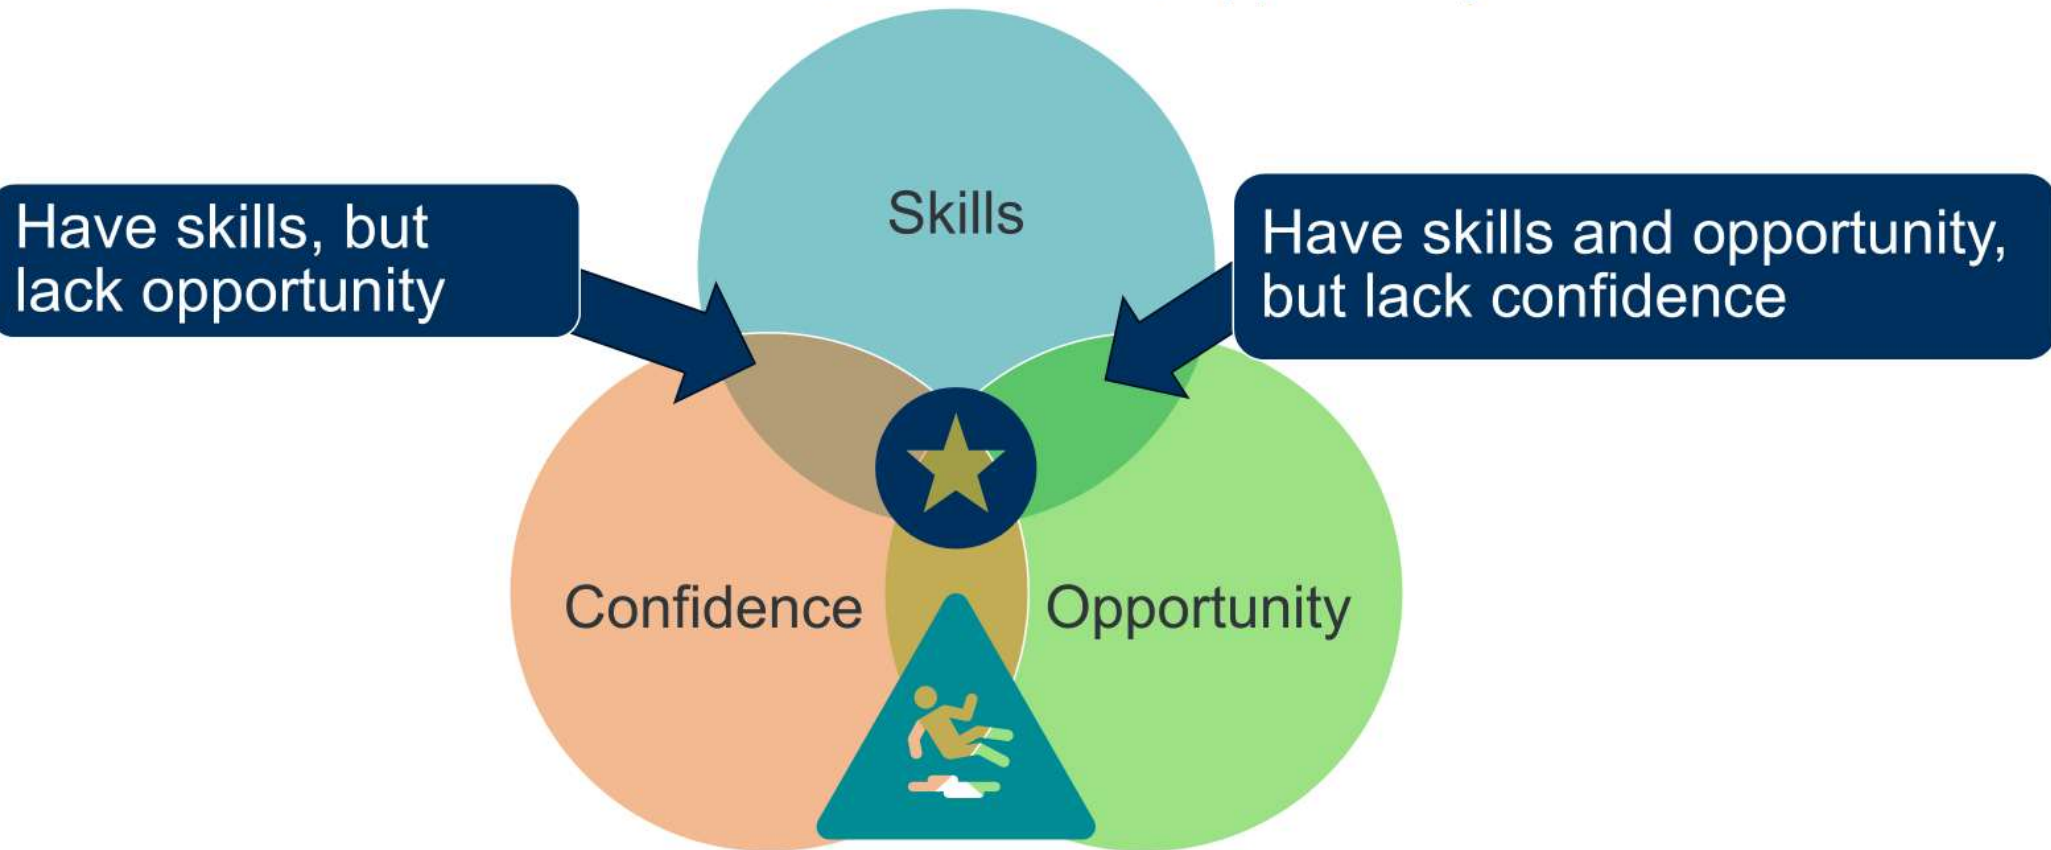 Skills
Have skills, but
lack opportunity
Have skills and opportunity,
but lack confidence
Confidence
Opportunity